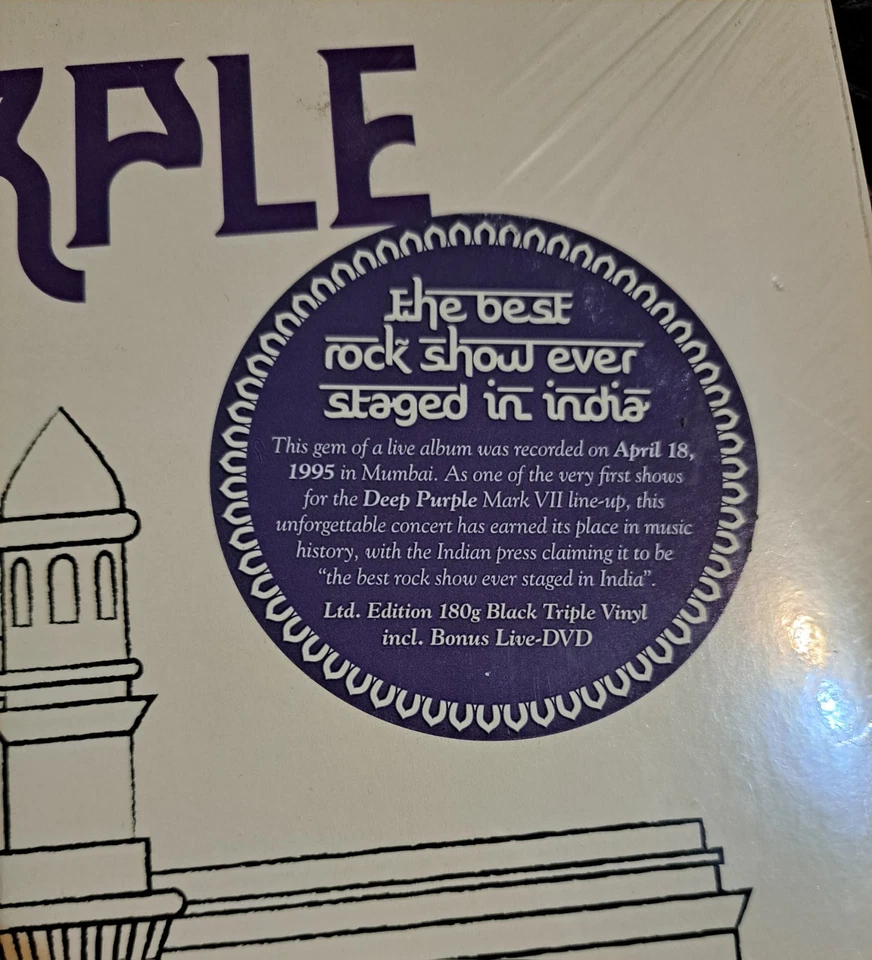 RPLE
the best
rock show ever
staged in india
This gem of a live album was recorded on April 18,
1995 in Mumbai. As one of the very first shows
for the Deep Purple Mark VII line-up, this
unforgettable concert has earned its place in music
history, with the Indian press claiming it to be
“the best rock show ever staged in India”.
Ltd. Edition 180g Black Triple Vinyl
incl. Bonus Live-DVD